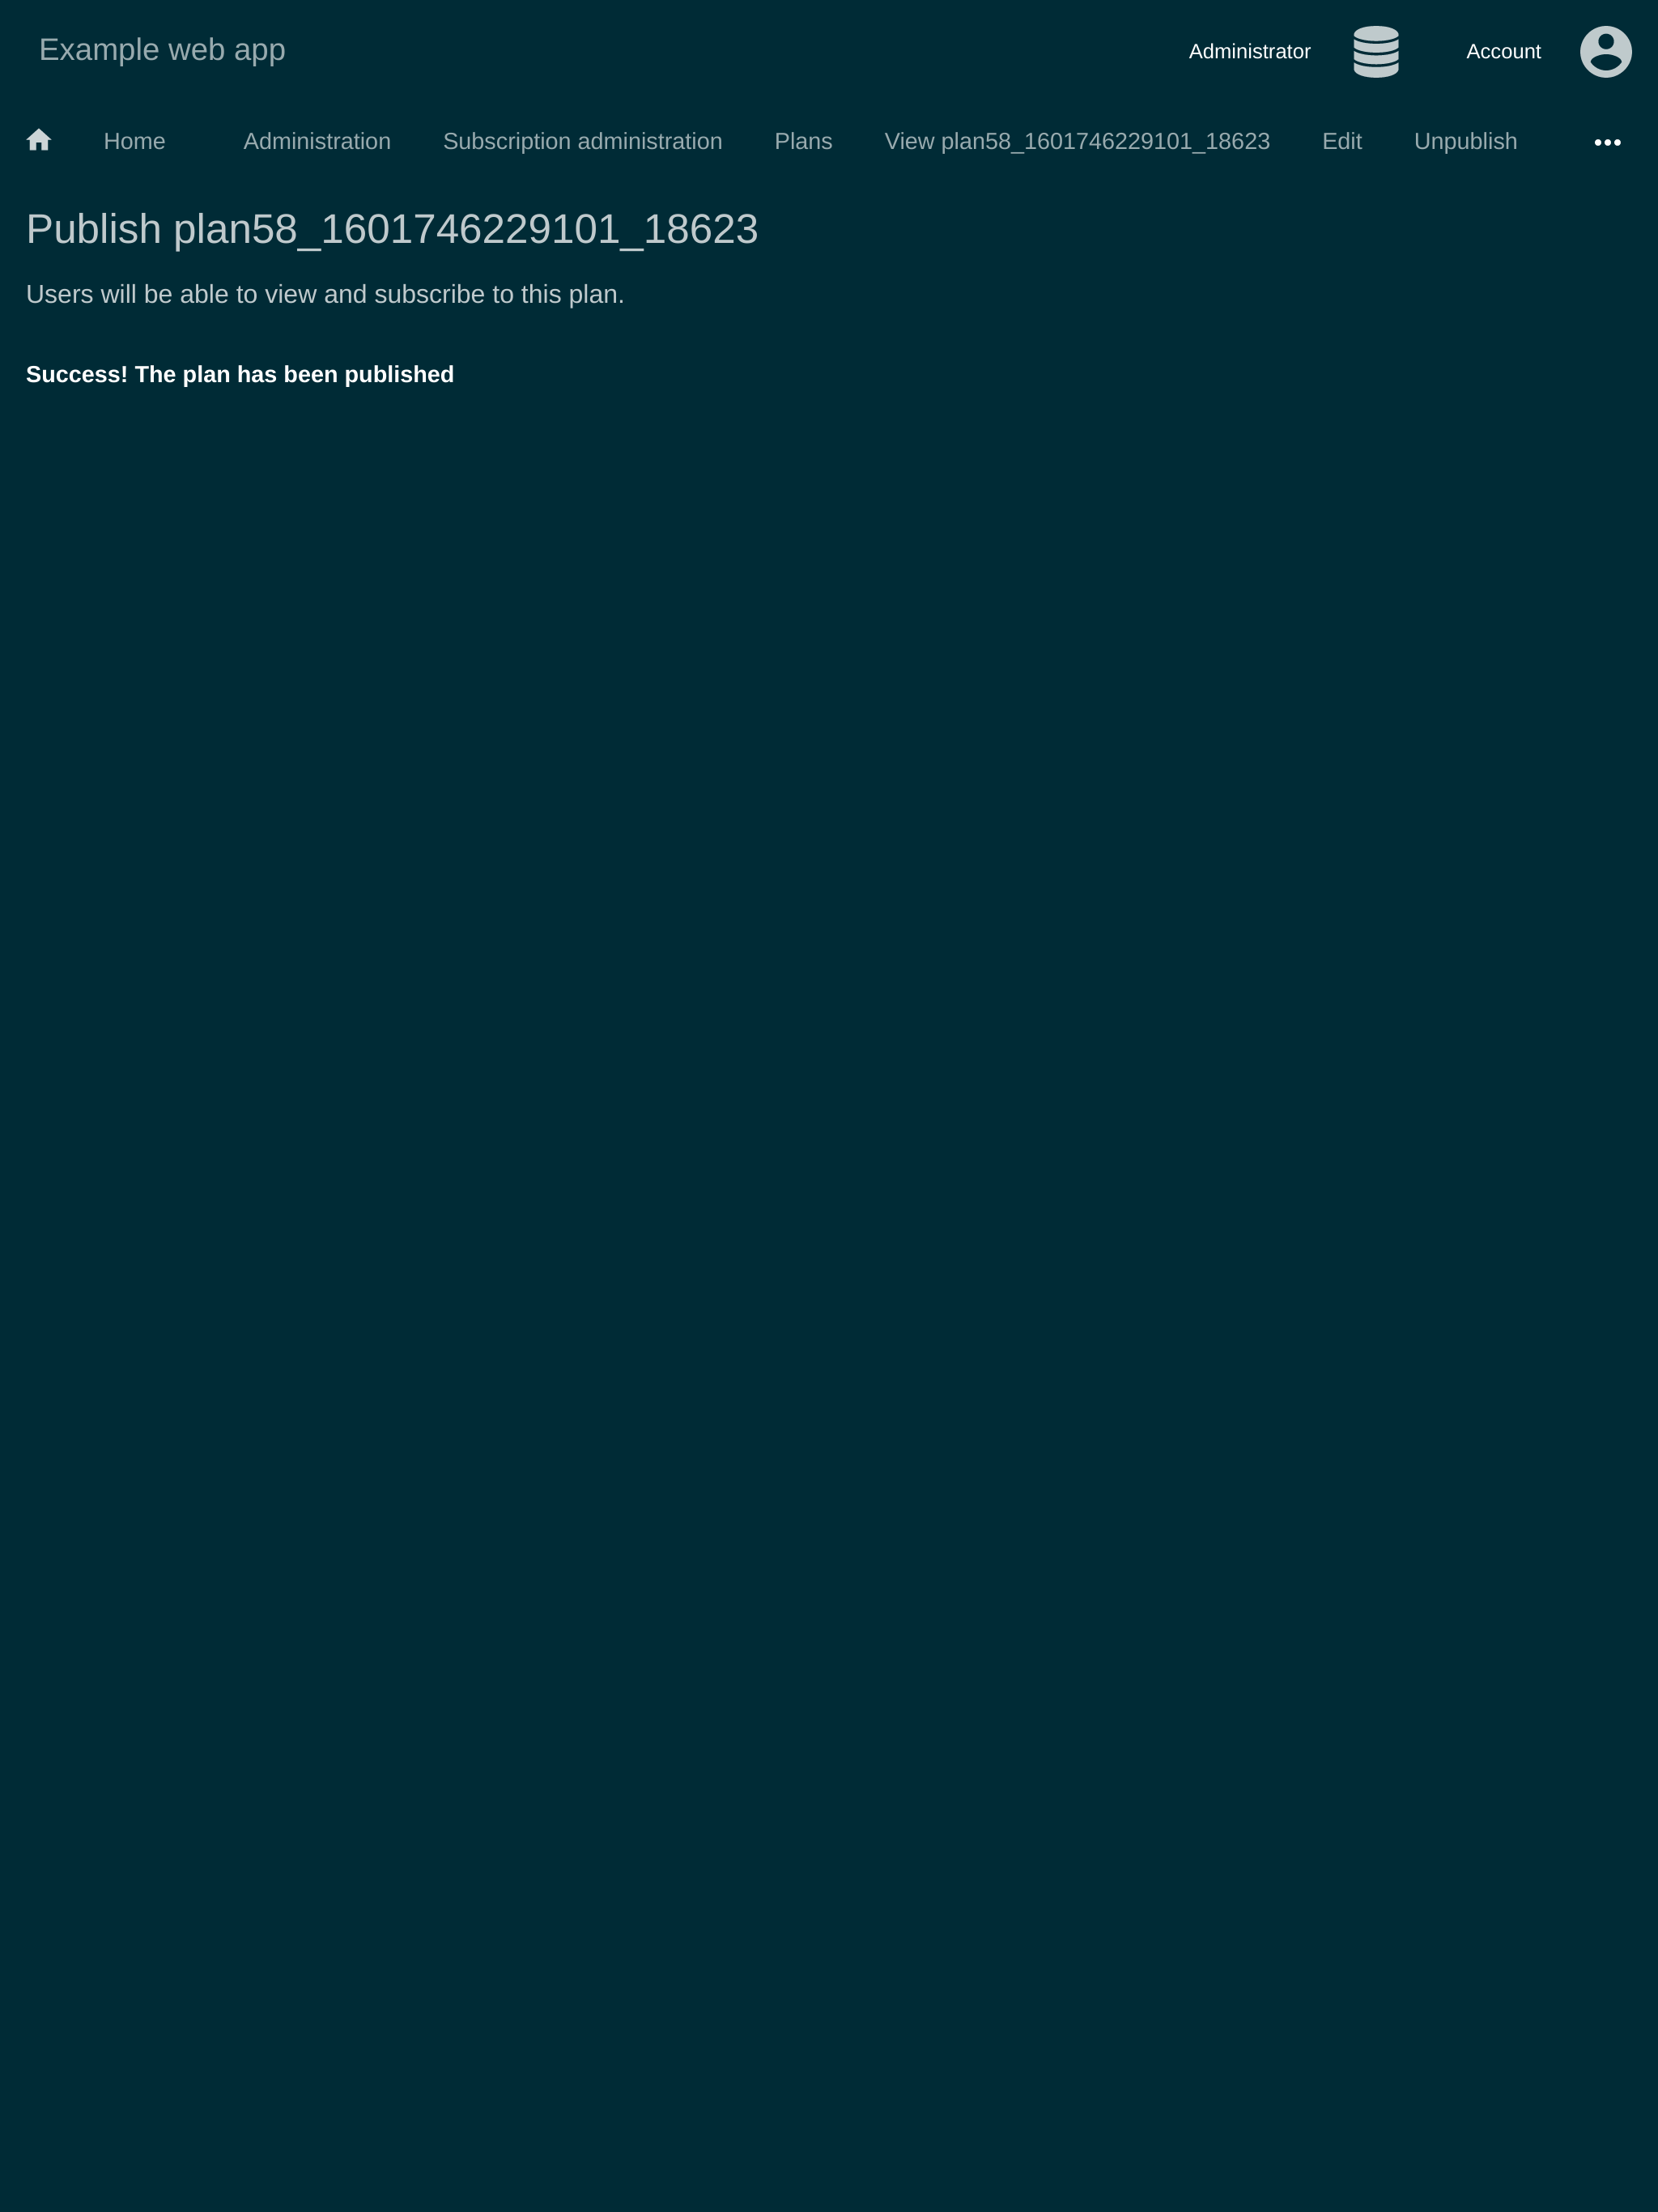 Example web app
Administrator
Account
Home Administration Subscription administration Plans View plan58_1601746229101_18623 Edit Unpublish
Publish plan58_1601746229101_18623
Users will be able to view and subscribe to this plan.
Success! The plan has been published